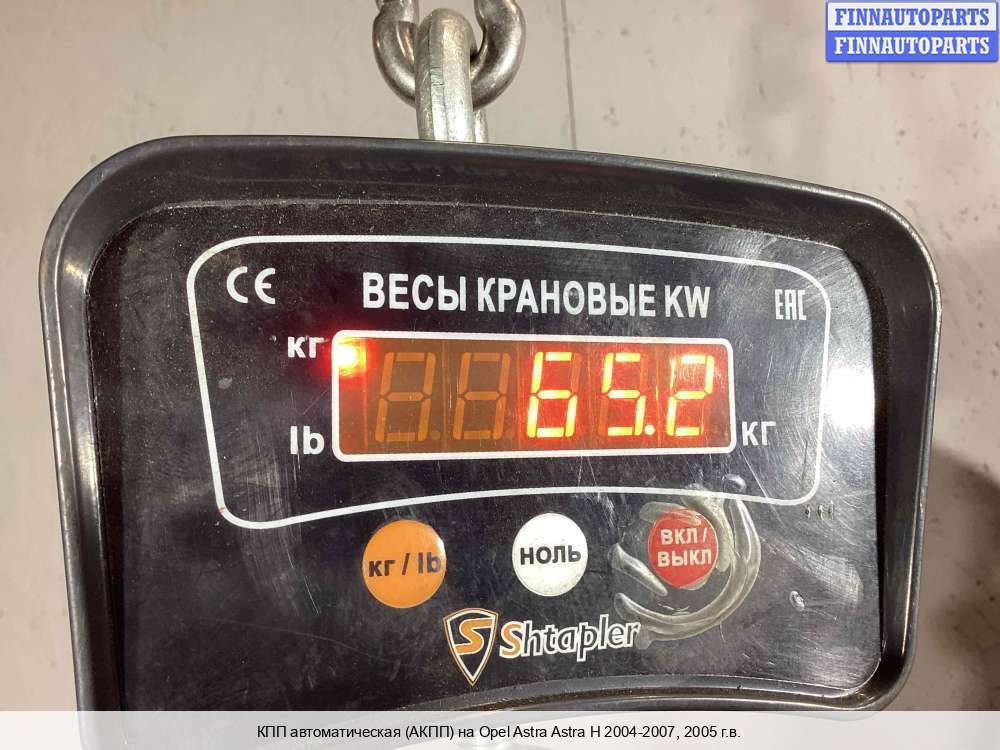 FINNAUTOPARTS
FINNAUTOPARTS
CE
ВЕСЫ КРАНОВЫЕ KW
EAC
кг
65.2
lb
кг
кг / lb
НОЛЬ
ВКЛ /
ВЫКЛ
S Shtapler
КПП автоматическая (АКПП) на Opel Astra Astra H 2004-2007, 2005 г.в.